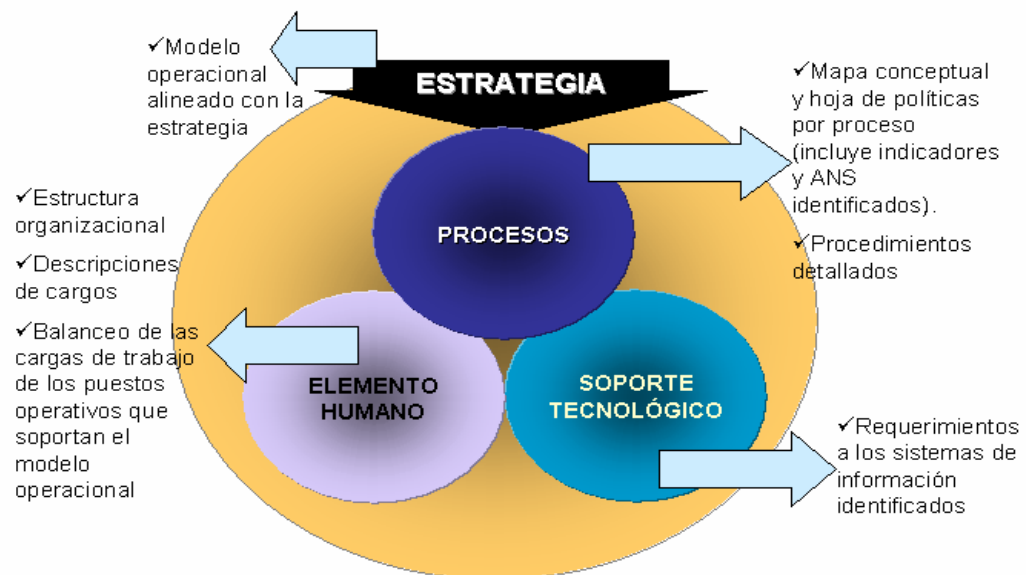 ✓Modelo
operacional
alineado con la
estrategia
ESTRATEGIA
✓Mapa conceptual
y hoja de políticas
por proceso
(incluye indicadores
y ANS
identificados).
✓Procedimientos
detallados
PROCESOS
✓Estructura
organizacional
✓Descripciones
de cargos
✓Balanceo de las
cargas de trabajo
de los puestos
operativos que
soportan el
modelo
operacional
ELEMENTO
HUMANO
SOPORTE
TECNOLÓGICO
✓Requerimientos
a los sistemas de
información
identificados